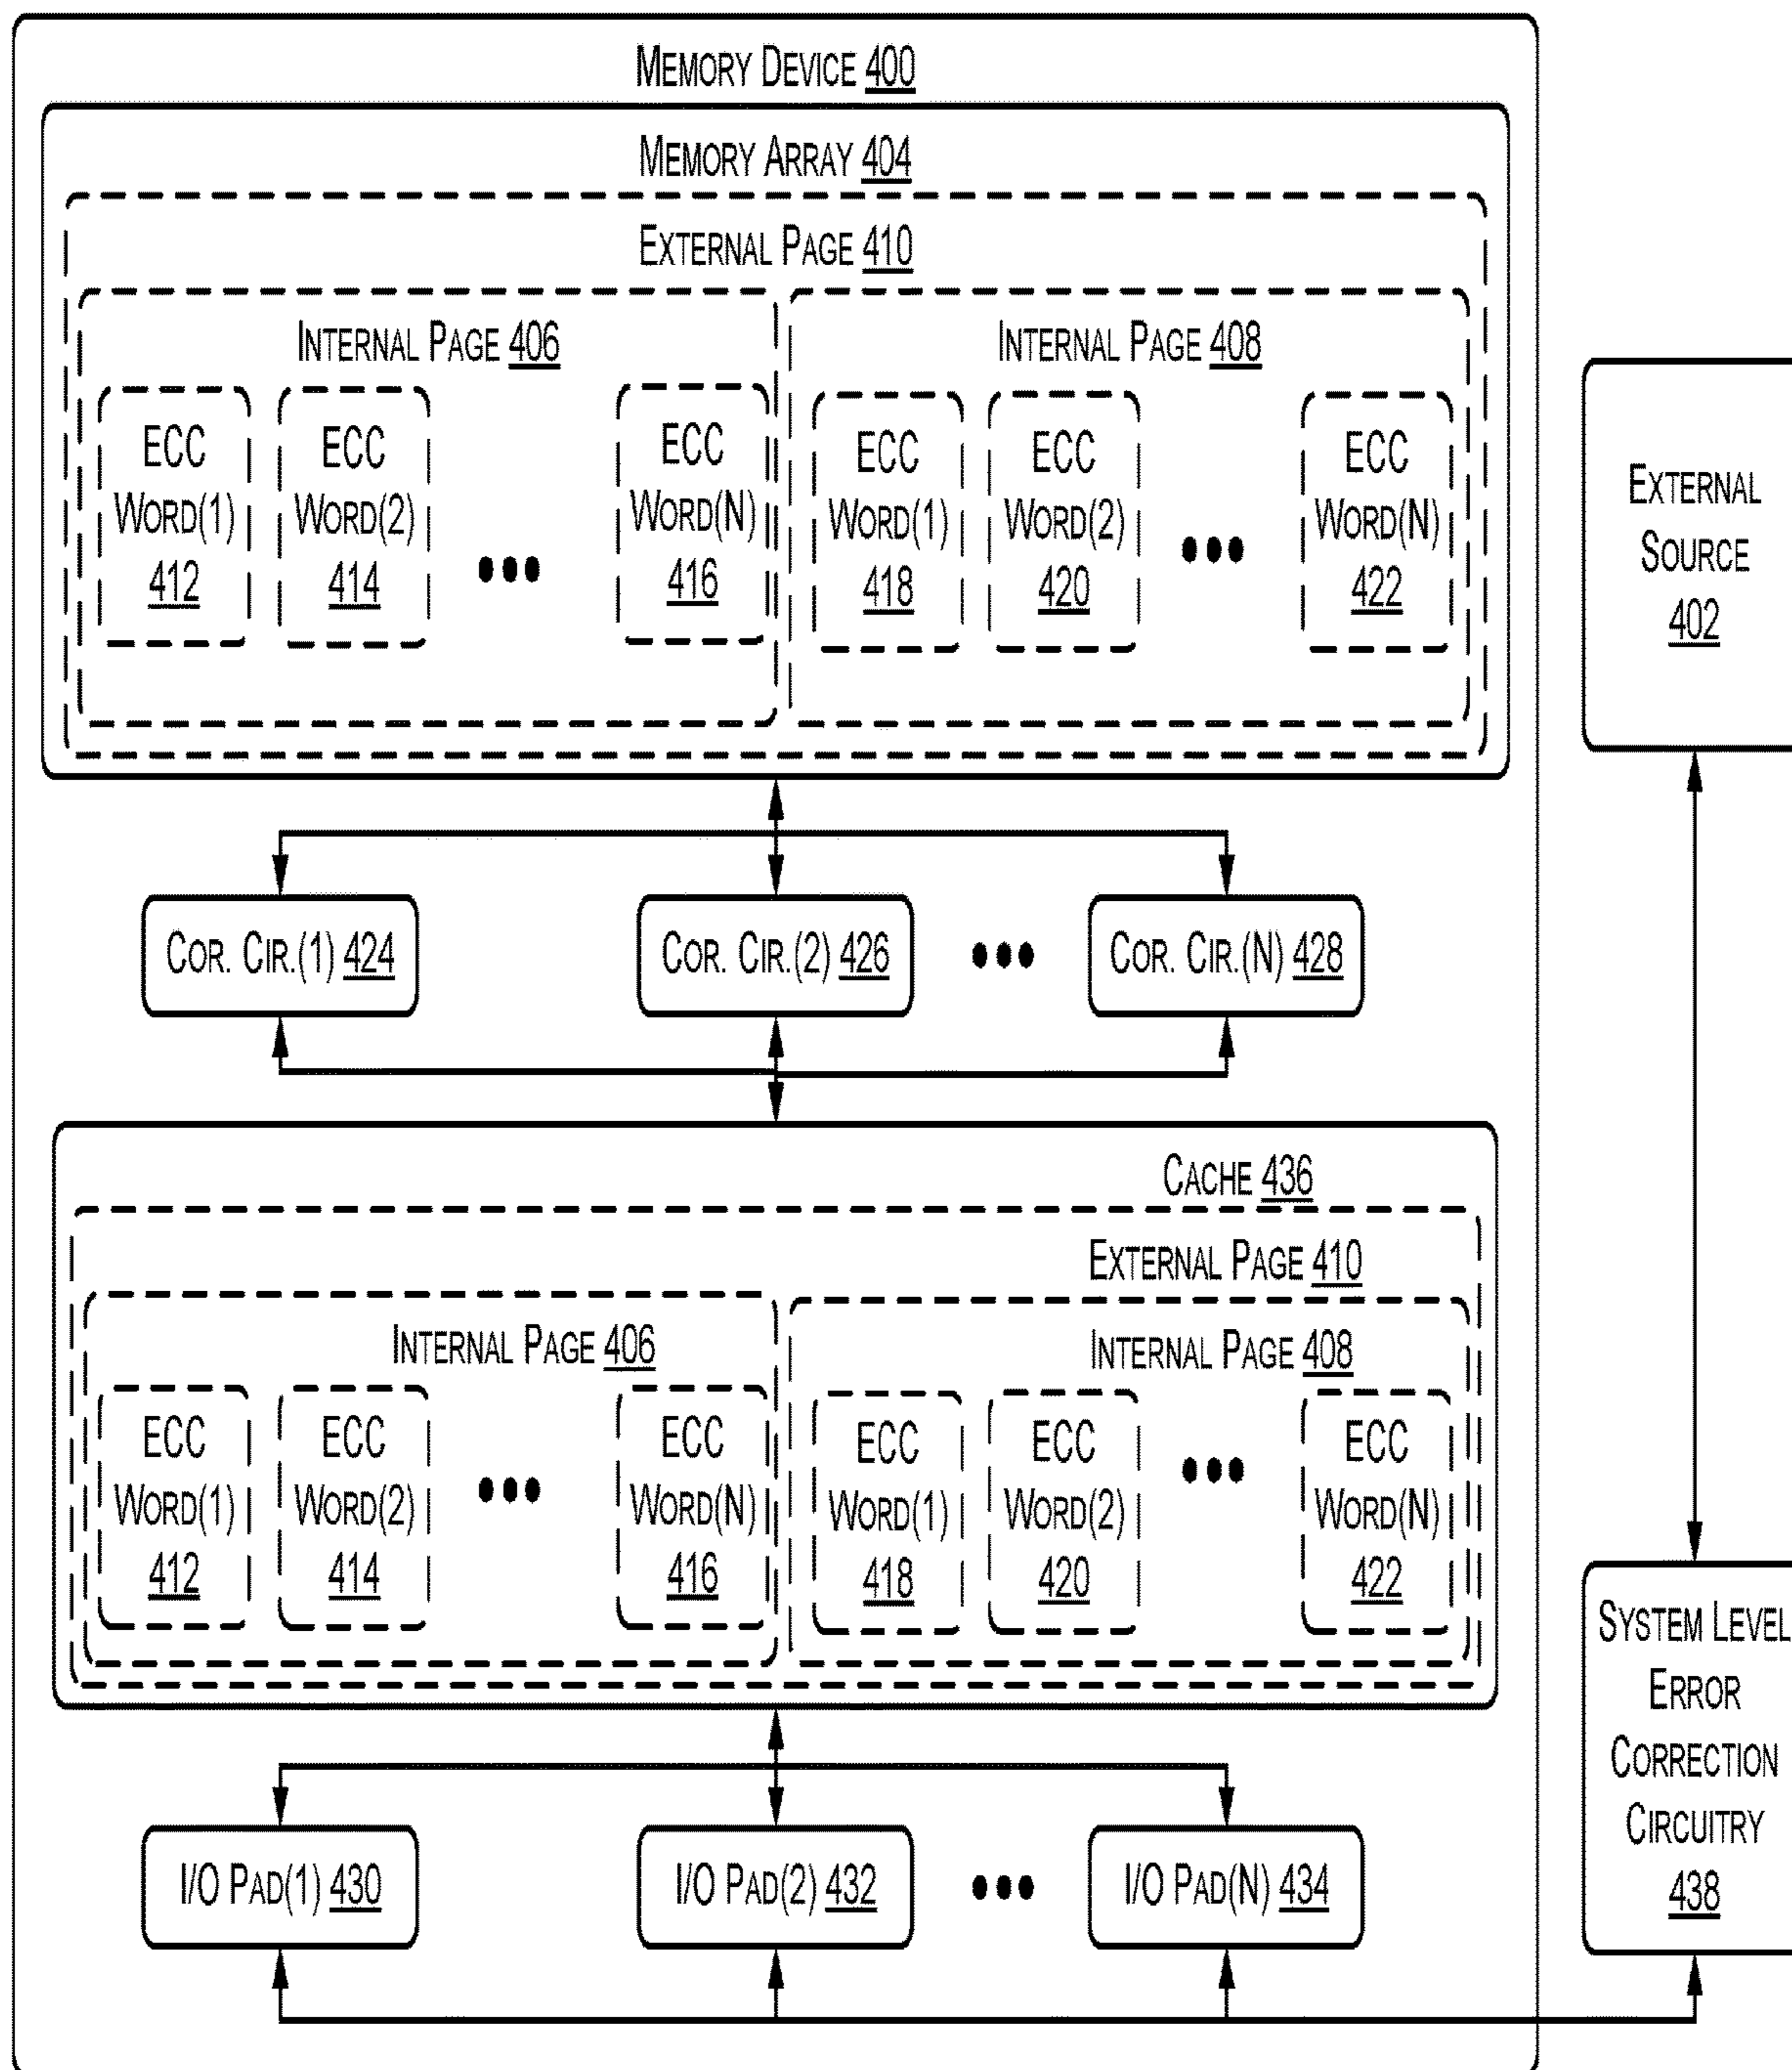 MEMORY DEVICE 400
MEMORY ARRAY 404
EXTERNAL PAGE 410
INTERNAL PAGE 406
ECC
WORD(1)
412
ECC
WORD(2)
414
ECC
WORD(N)
416
INTERNAL PAGE 408
ECC
WORD(1)
418
ECC
WORD(2)
420
ECC
WORD(N)
422
COR. CIR.(1) 424
COR. CIR.(2) 426
COR. CIR.(N) 428
CACHE 436
EXTERNAL PAGE 410
INTERNAL PAGE 406
ECC
WORD(1)
412
ECC
WORD(2)
414
ECC
WORD(N)
416
INTERNAL PAGE 408
ECC
WORD(1)
418
ECC
WORD(2)
420
ECC
WORD(N)
422
I/O PAD(1) 430
I/O PAD(2) 432
I/O PAD(N) 434
EXTERNAL
SOURCE
402
SYSTEM LEVEL
ERROR
CORRECTION
CIRCUITRY
438